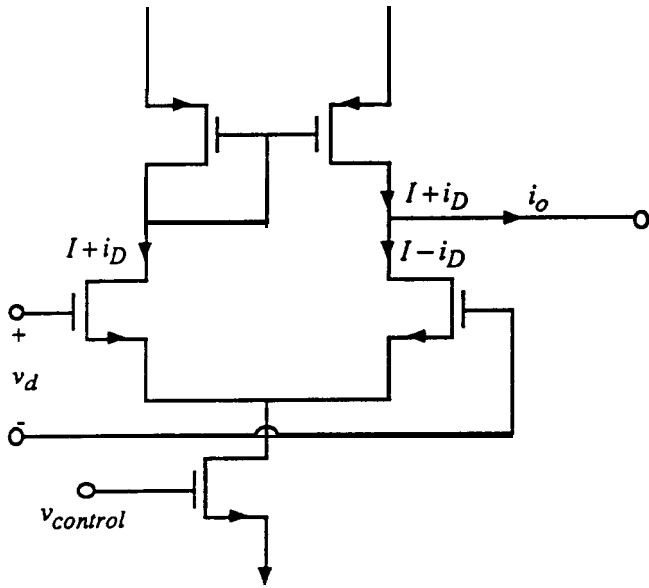 I+i_D i_o
I+i_D I−i_D
+
v_d
-
v_control